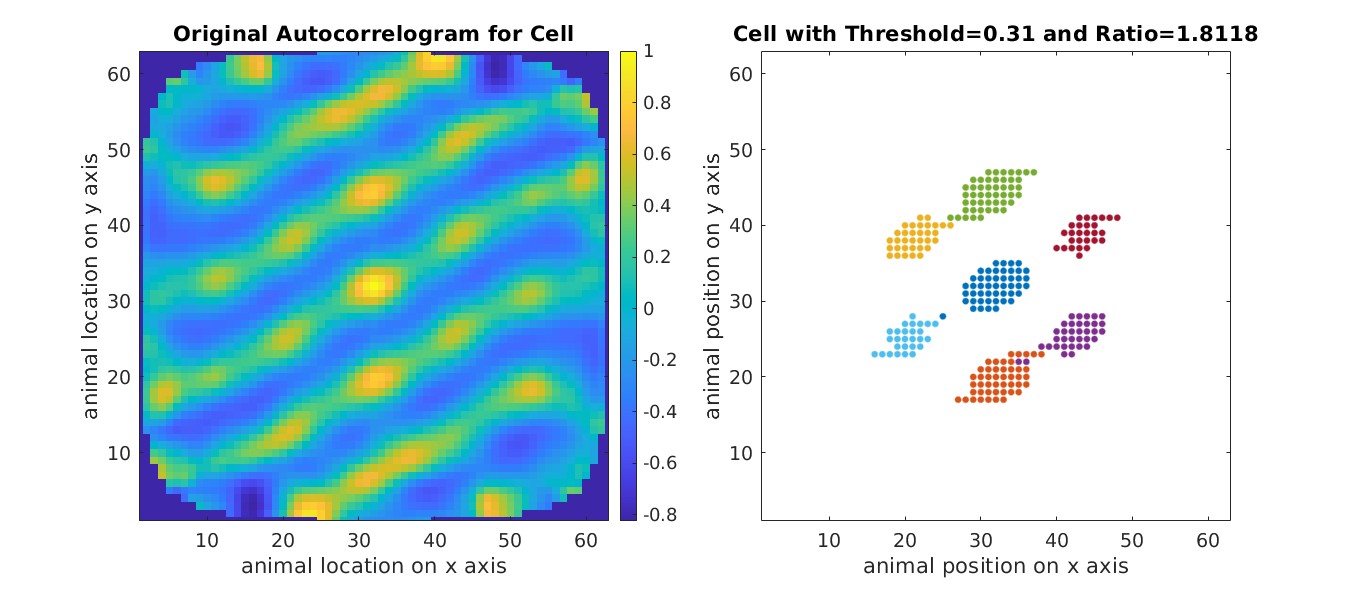 Original Autocorrelogram for Cell
60
50
40
30
20
10
10 20 30 40 50 60
animal location on x axis
animal location on y axis
1
0.8
0.6
0.4
0.2
0
-0.2
-0.4
-0.6
-0.8
Cell with Threshold=0.31 and Ratio=1.8118
60
50
40
30
20
10
10 20 30 40 50 60
animal position on x axis
animal position on y axis